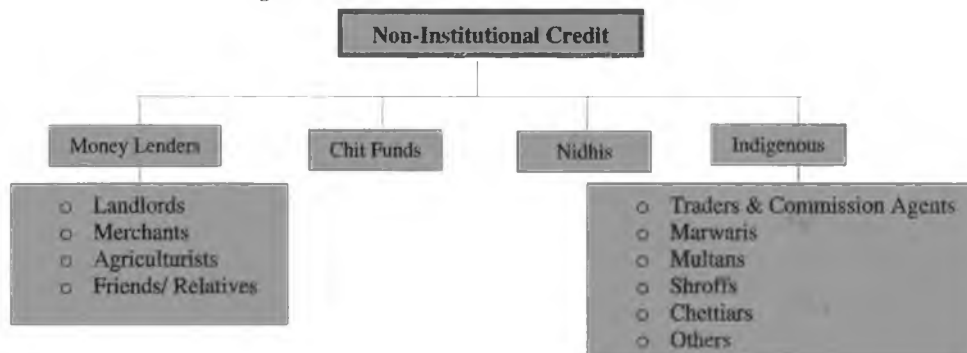 Non-Institutional Credit
Money Lenders
Chit Funds
Nidhis
Indigenous
o Landlords
o Merchants
o Agriculturists
o Friends/ Relatives
o Traders & Commission Agents
o Marwaris
o Multans
o Shroffs
o Chettiars
o Others